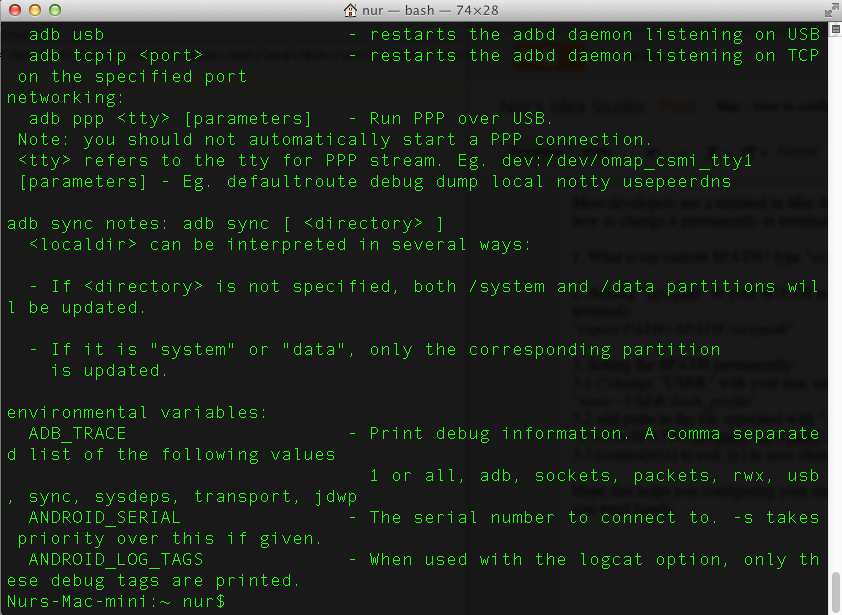 nur — bash — 74×28
  adb usb                      - restarts the adbd daemon listening on USB
  adb tcpip <port>             - restarts the adbd daemon listening on TCP
 on the specified port
networking:
  adb ppp <tty> [parameters]   - Run PPP over USB.
 Note: you should not automatically start a PPP connection.
 <tty> refers to the tty for PPP stream. Eg. dev:/dev/omap_csmi_tty1
 [parameters] - Eg. defaultroute debug dump local notty usepeerdns

adb sync notes: adb sync [ <directory> ]
  <localdir> can be interpreted in several ways:

  - If <directory> is not specified, both /system and /data partitions wil
l be updated.

  - If it is "system" or "data", only the corresponding partition
    is updated.

environmental variables:
  ADB_TRACE                    - Print debug information. A comma separate
d list of the following values
                                 1 or all, adb, sockets, packets, rwx, usb
, sync, sysdeps, transport, jdwp
  ANDROID_SERIAL               - The serial number to connect to. -s takes
 priority over this if given.
  ANDROID_LOG_TAGS             - When used with the logcat option, only th
ese debug tags are printed.
Nurs-Mac-mini:~ nur$